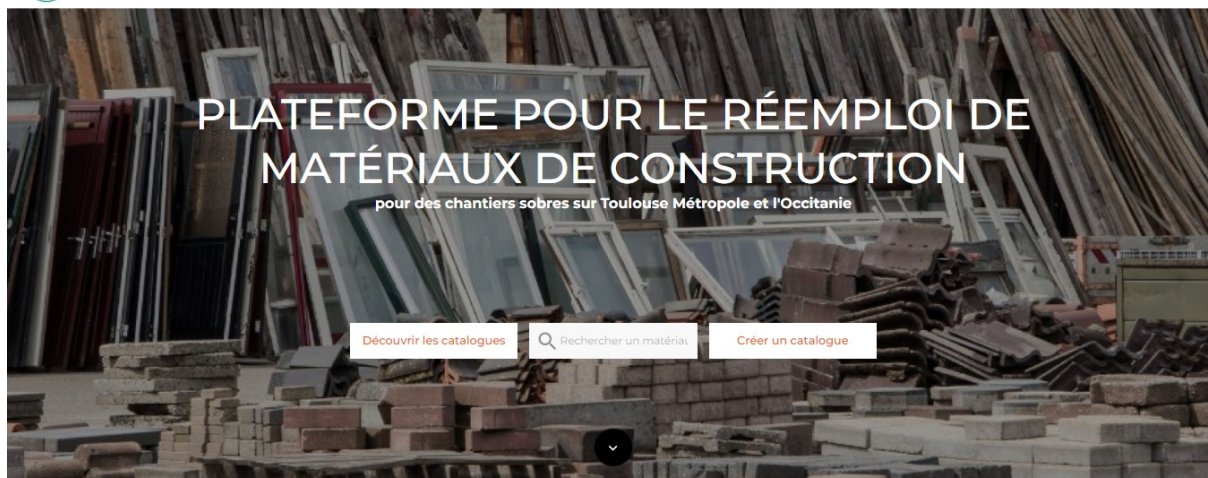 PLATEFORME POUR LE RÉEMPLOI DE
MATÉRIAUX DE CONSTRUCTION
pour des chantiers sobres sur Toulouse Métropole et l'Occitanie
Découvrir les catalogues
Rechercher un matériau
Créer un catalogue